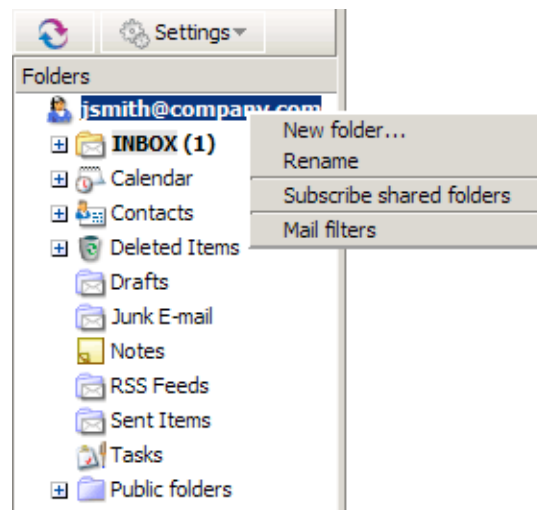 Settings
Folders
jsmith@company.com
INBOX (1)
Calendar
Contacts
Deleted Items
Drafts
Junk E-mail
Notes
RSS Feeds
Sent Items
Tasks
Public folders
New folder...
Rename
Subscribe shared folders
Mail filters